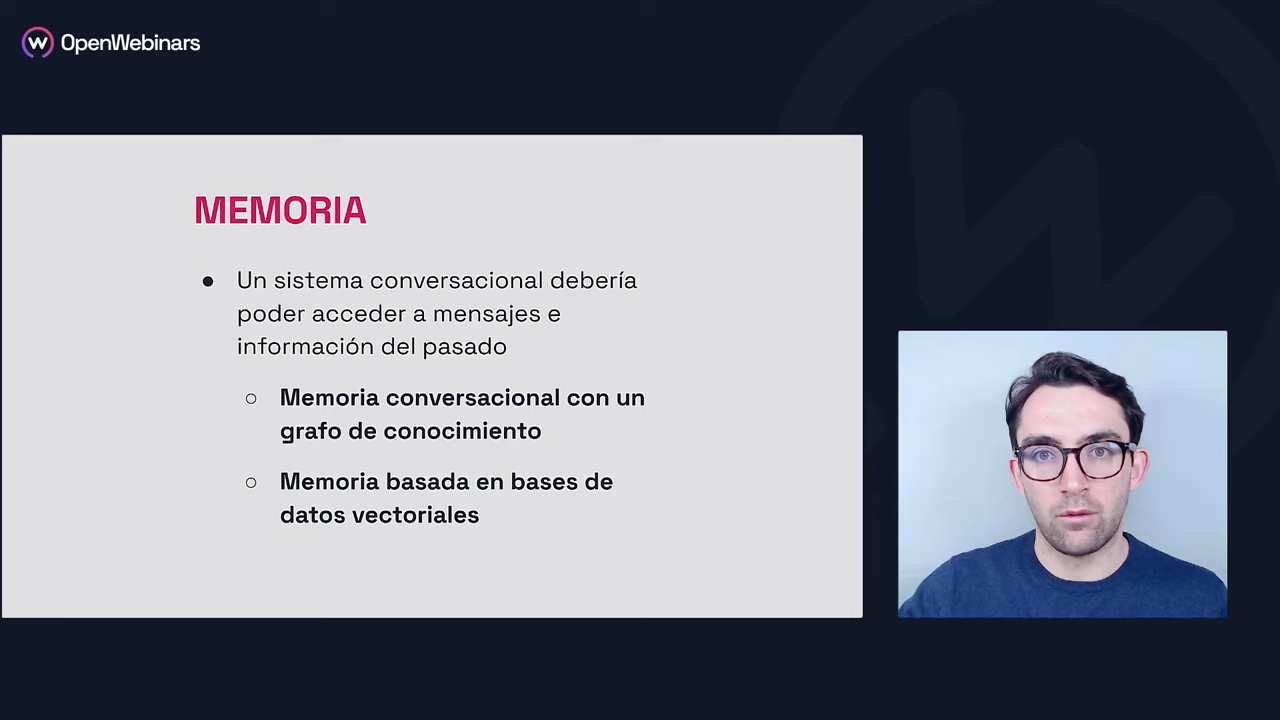 OpenWebinars
MEMORIA
● Un sistema conversacional debería
poder acceder a mensajes e
información del pasado
○ Memoria conversacional con un
grafo de conocimiento
○ Memoria basada en bases de
datos vectoriales